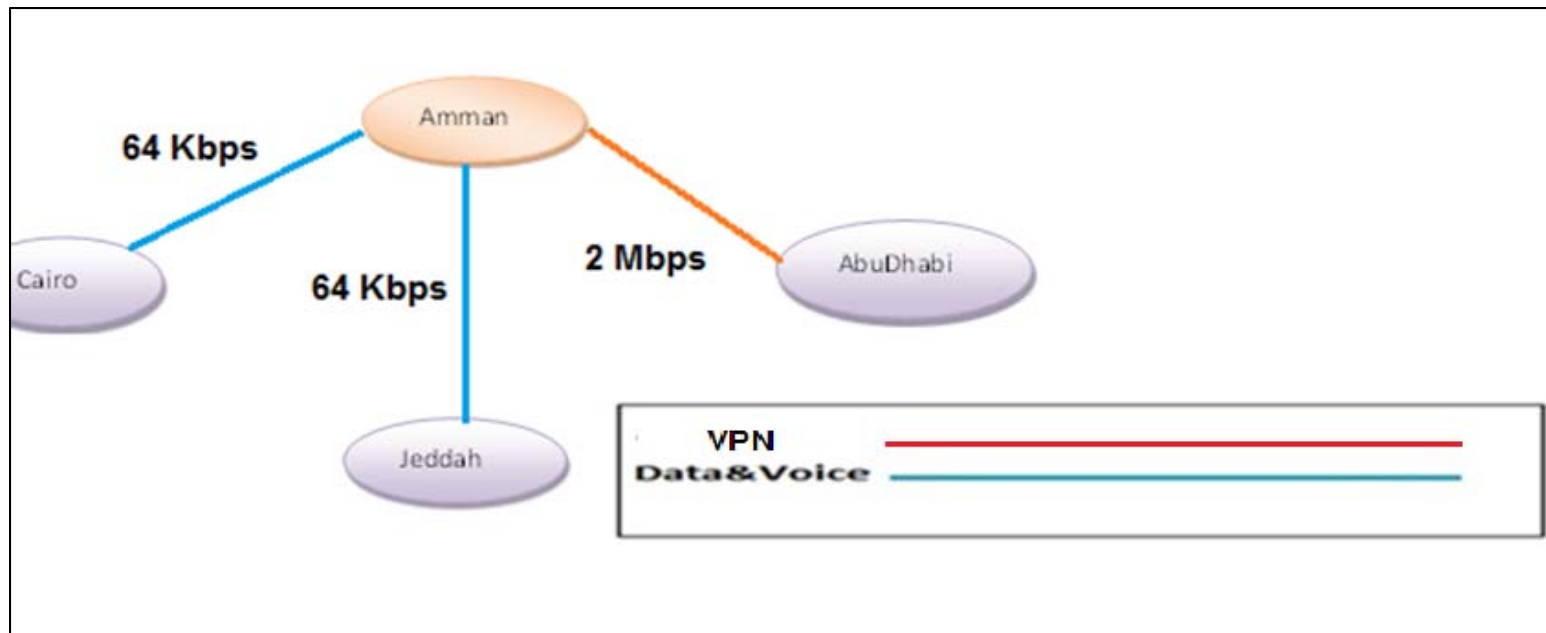 Amman
64 Kbps
2 Mbps
AbuDhabi
Cairo
64 Kbps
Jeddah
VPN
Data&Voice